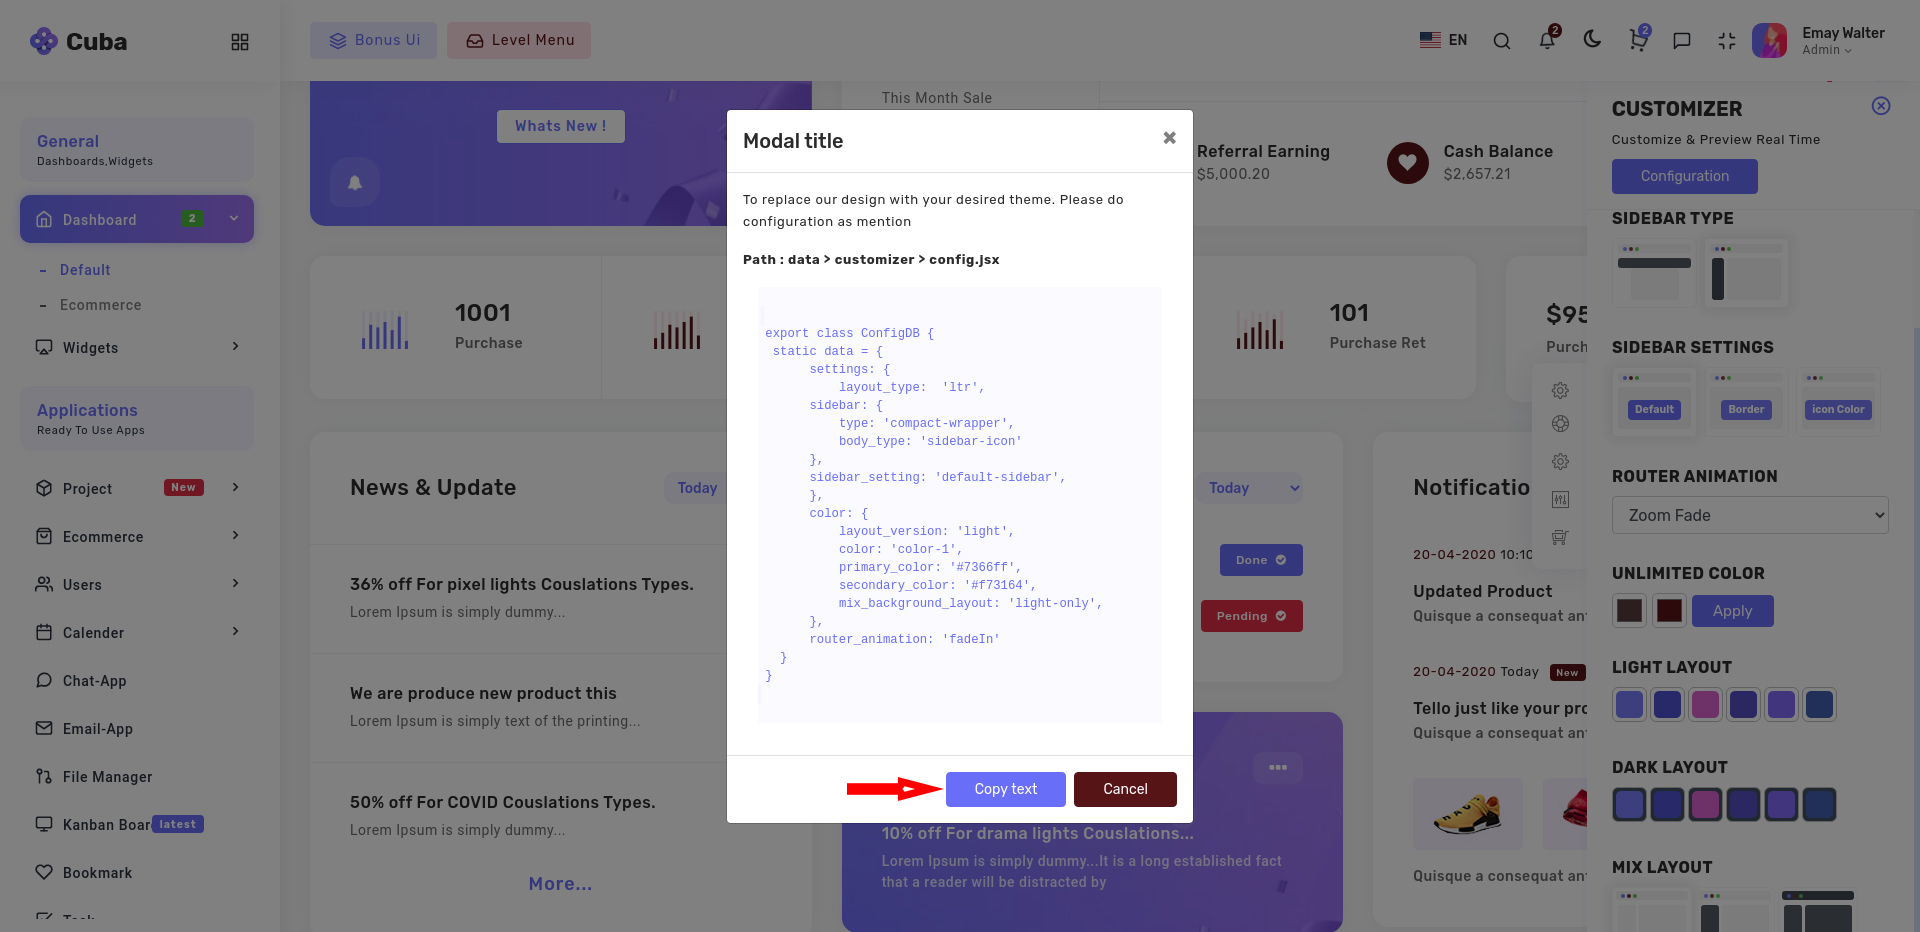 Cuba
Bonus Ui
Level Menu
EN
2
2
Emay Walter
Admin
General
Dashboards,Widgets
Dashboard
2
Default
Ecommerce
Widgets
Applications
Ready To Use Apps
Project
New
Ecommerce
Users
Calender
Chat-App
Email-App
File Manager
Kanban Boar
latest
Bookmark
Whats New !
This Month Sale
Referral Earning
$5,000.20
Cash Balance
$2,657.21
1001
Purchase
101
Purchase Ret
$95
Purch
News & Update
Today
36% off For pixel lights Couslations Types.
Lorem Ipsum is simply dummy...
We are produce new product this
Lorem Ipsum is simply text of the printing...
50% off For COVID Couslations Types.
Lorem Ipsum is simply dummy...
More...
Modal title
To replace our design with your desired theme. Please do
configuration as mention
Path : data > customizer > config.jsx
export class ConfigDB {
static data = {
settings: {
layout_type:  'ltr',
sidebar: {
type: 'compact-wrapper',
body_type: 'sidebar-icon'
},
sidebar_setting: 'default-sidebar',
},
color: {
layout_version: 'light',
color: 'color-1',
primary_color: '#7366ff',
secondary_color: '#f73164',
mix_background_layout: 'light-only',
},
router_animation: 'fadeIn'
}
}
Copy text
Cancel
Today
Done
Pending
10% off For drama lights Couslations...
Lorem Ipsum is simply dummy...It is a long established fact
that a reader will be distracted by
Notificatio
20-04-2020 10:10
Updated Product
Quisque a consequat ant
20-04-2020 Today
New
Tello just like your pro
Quisque a consequat ant
Quisque a consequat ant
CUSTOMIZER
Customize & Preview Real Time
Configuration
SIDEBAR TYPE
SIDEBAR SETTINGS
Default
Border
icon Color
ROUTER ANIMATION
Zoom Fade
UNLIMITED COLOR
Apply
LIGHT LAYOUT
DARK LAYOUT
MIX LAYOUT